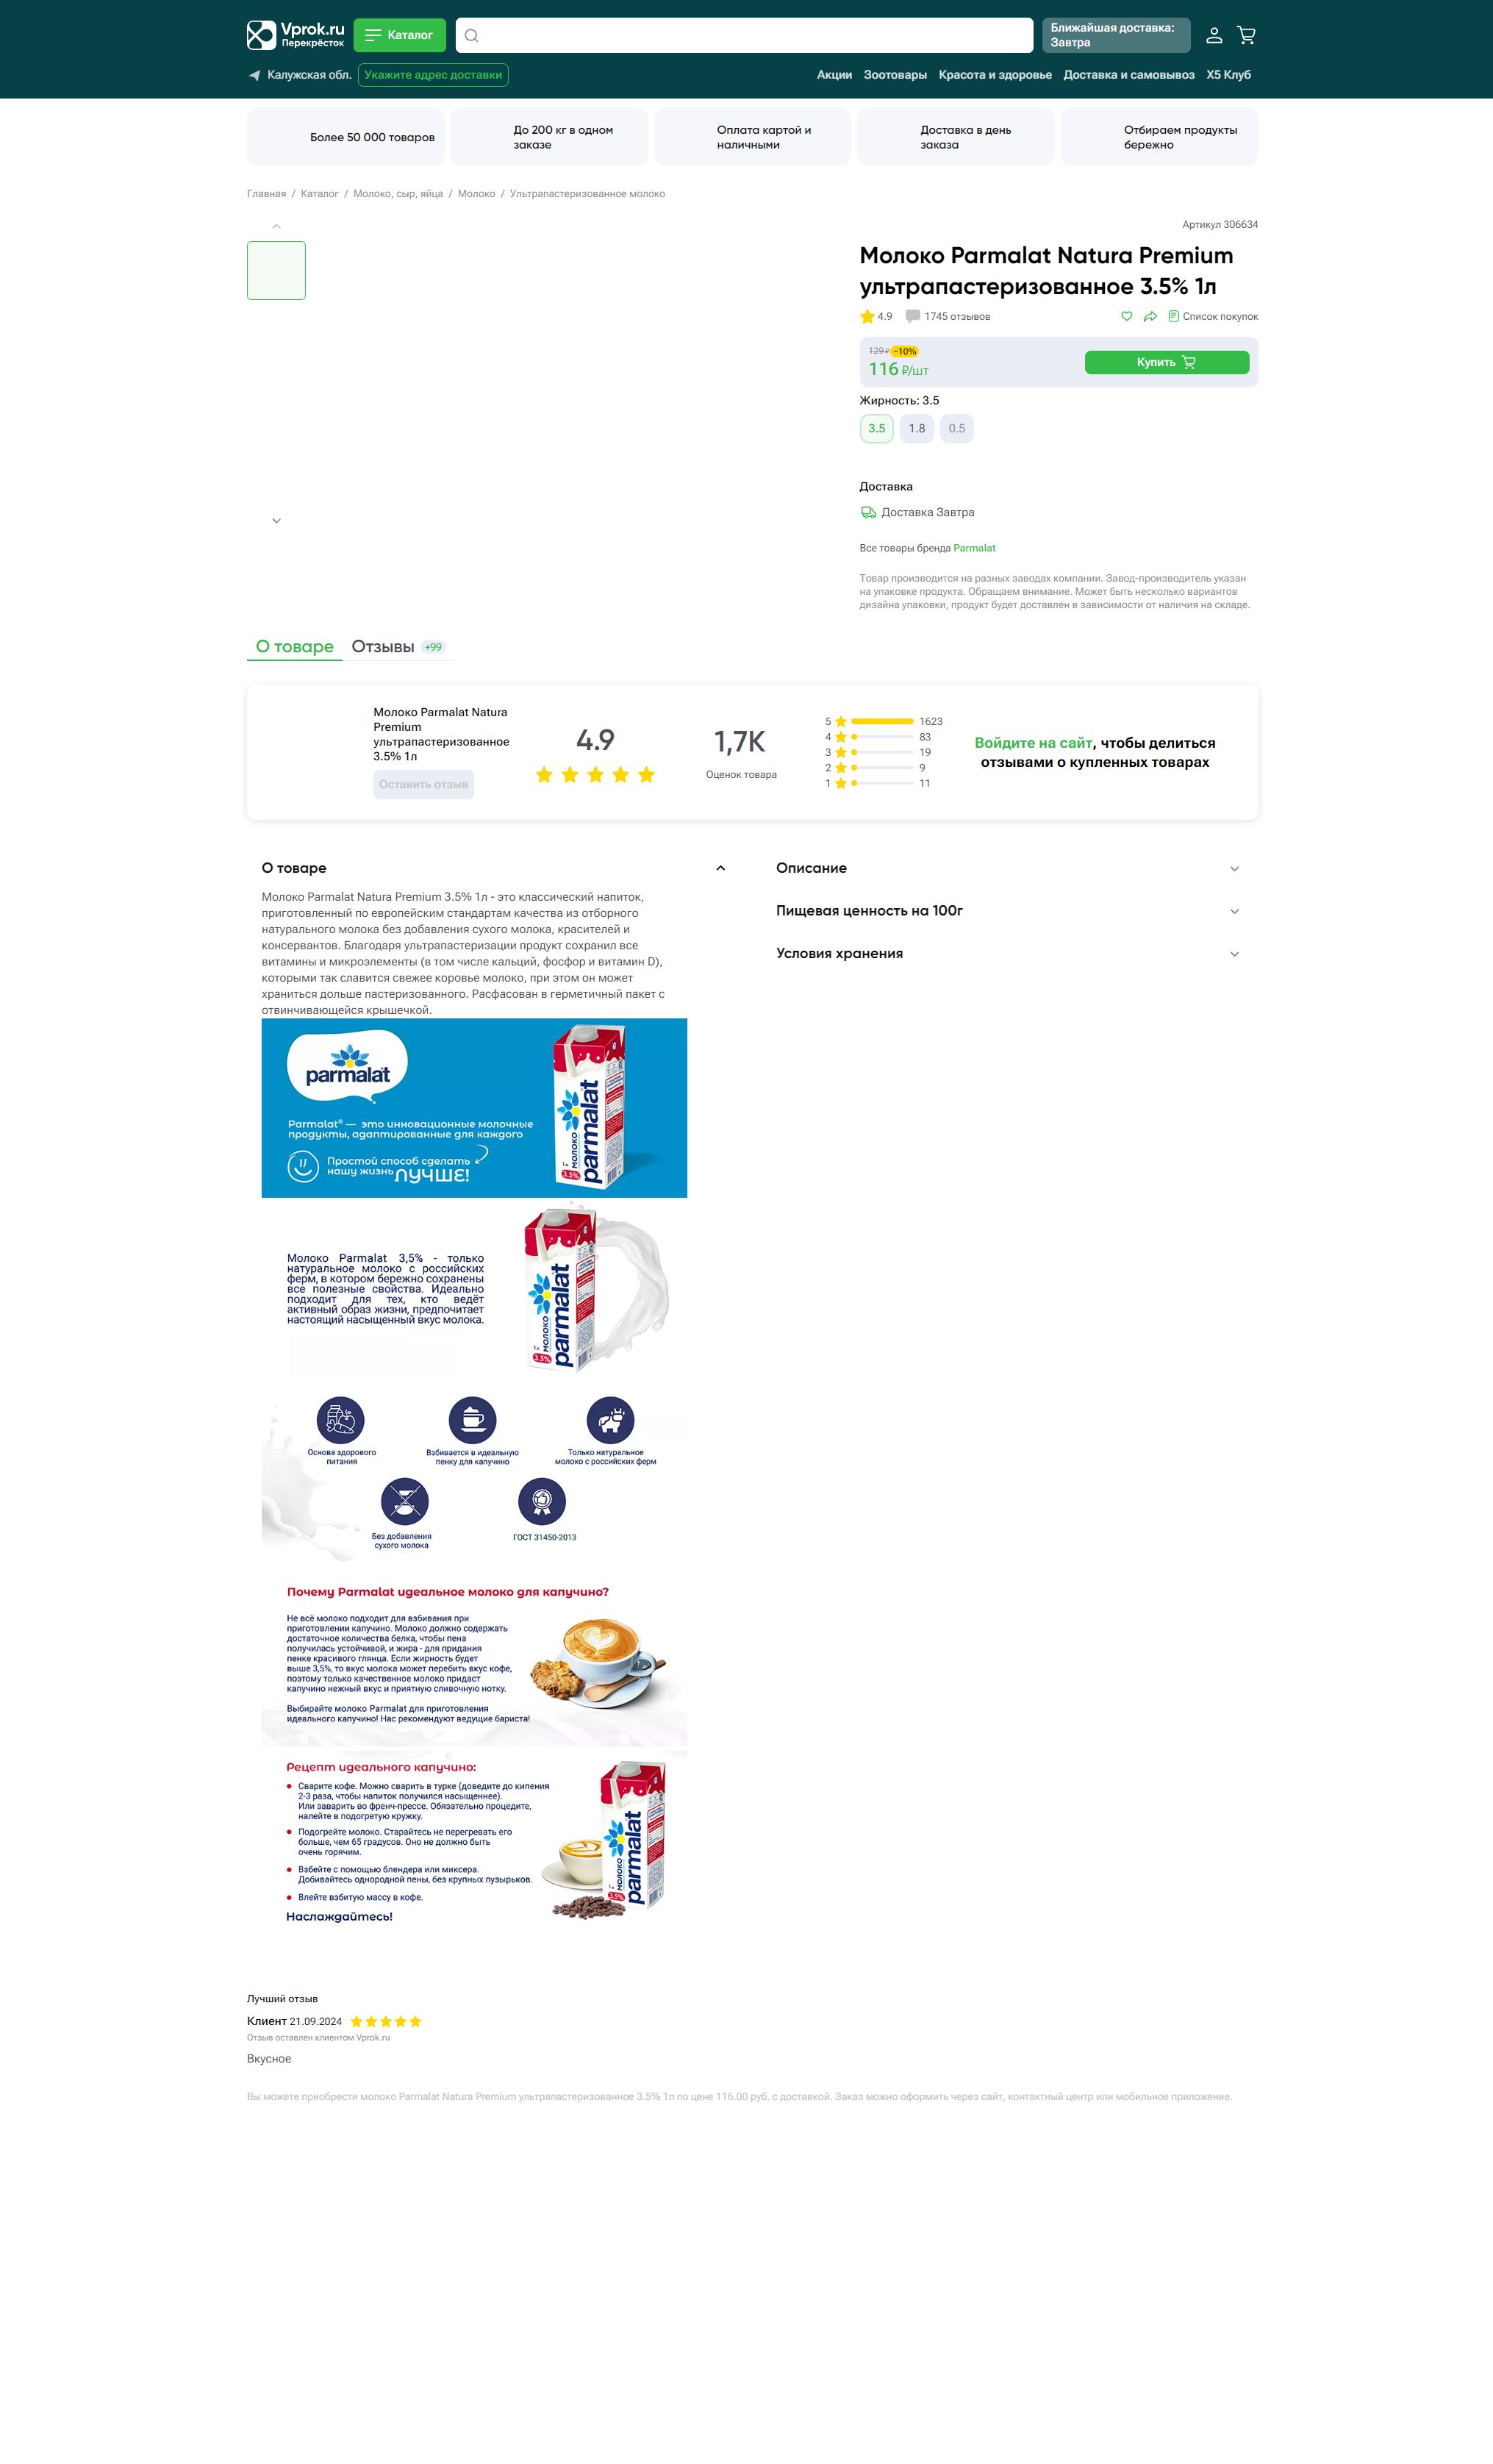 Vprok.ru
Перекрёсток
Каталог
Ближайшая доставка:
Завтра
Калужская обл.
Укажите адрес доставки
Акции
Зоотовары
Красота и здоровье
Доставка и самовывоз
X5 Клуб
Более 50 000 товаров
До 200 кг в одном
заказе
Оплата картой и
наличными
Доставка в день
заказа
Отбираем продукты
бережно
Главная / Каталог / Молоко, сыр, яйца / Молоко / Ультрапастеризованное молоко
Артикул 306634
Молоко Parmalat Natura Premium
ультрапастеризованное 3.5% 1л
4.9
1745 отзывов
Список покупок
129 ₽ −10%
116 ₽/шт
Купить
Жирность: 3.5
3.5
1.8
0.5
Доставка
Доставка Завтра
Все товары бренда Parmalat
Товар производится на разных заводах компании. Завод-производитель указан
на упаковке продукта. Обращаем внимание. Может быть несколько вариантов
дизайна упаковки, продукт будет доставлен в зависимости от наличия на складе.
О товаре
Отзывы +99
Молоко Parmalat Natura
Premium
ультрапастеризованное
3.5% 1л
Оставить отзыв
4.9
1,7K
Оценок товара
5 1623
4 83
3 19
2 9
1 11
Войдите на сайт, чтобы делиться
отзывами о купленных товарах
О товаре
Молоко Parmalat Natura Premium 3.5% 1л - это классический напиток,
приготовленный по европейским стандартам качества из отборного
натурального молока без добавления сухого молока, красителей и
консервантов. Благодаря ультрапастеризации продукт сохранил все
витамины и микроэлементы (в том числе кальций, фосфор и витамин D),
которыми так славится свежее коровье молоко, при этом он может
храниться дольше пастеризованного. Расфасован в герметичный пакет с
отвинчивающейся крышечкой.
Описание
Пищевая ценность на 100г
Условия хранения
parmalat
Parmalat® — это инновационные молочные
продукты, адаптированные для каждого
Простой способ сделать
нашу жизнь ЛУЧШЕ!
молоко
parmalat
1л
3.5%
Молоко Parmalat 3,5% - только
натуральное молоко с российских
ферм, в котором бережно сохранены
все полезные свойства. Идеально
подходит для тех, кто ведёт
активный образ жизни, предпочитает
настоящий насыщенный вкус молока.
молоко
parmalat
1л
3.5%
Основа здорового
питания
Взбивается в идеальную
пенку для капучино
Только натуральное
молоко с российских ферм
Без добавления
сухого молока
ГОСТ 31450-2013
Почему Parmalat идеальное молоко для капучино?
Не всё молоко подходит для взбивания при
приготовлении капучино. Молоко должно содержать
достаточное количества белка, чтобы пена
получилась устойчивой, и жира - для придания
пенке красивого глянца. Если жирность будет
выше 3,5%, то вкус молока может перебить вкус кофе,
поэтому только качественное молоко придаст
капучино нежный вкус и приятную сливочную нотку.
Выбирайте молоко Parmalat для приготовления
идеального капучино! Нас рекомендуют ведущие бариста!
Рецепт идеального капучино:
• Сварите кофе. Можно сварить в турке (доведите до кипения
2-3 раза, чтобы напиток получился насыщеннее).
Или заварить во френч-прессе. Обязательно процедите,
налейте в подогретую кружку.
• Подогрейте молоко. Старайтесь не перегревать его
больше, чем 65 градусов. Оно не должно быть
очень горячим.
• Взбейте с помощью блендера или миксера.
Добивайтесь однородной пены, без крупных пузырьков.
• Влейте взбитую массу в кофе.
Наслаждайтесь!
молоко
parmalat
1л
3.5%
Лучший отзыв
Клиент 21.09.2024
Отзыв оставлен клиентом Vprok.ru
Вкусное
Вы можете приобрести молоко Parmalat Natura Premium ультрапастеризованное 3.5% 1л по цене 116.00 руб. с доставкой. Заказ можно оформить через сайт, контактный центр или мобильное приложение.